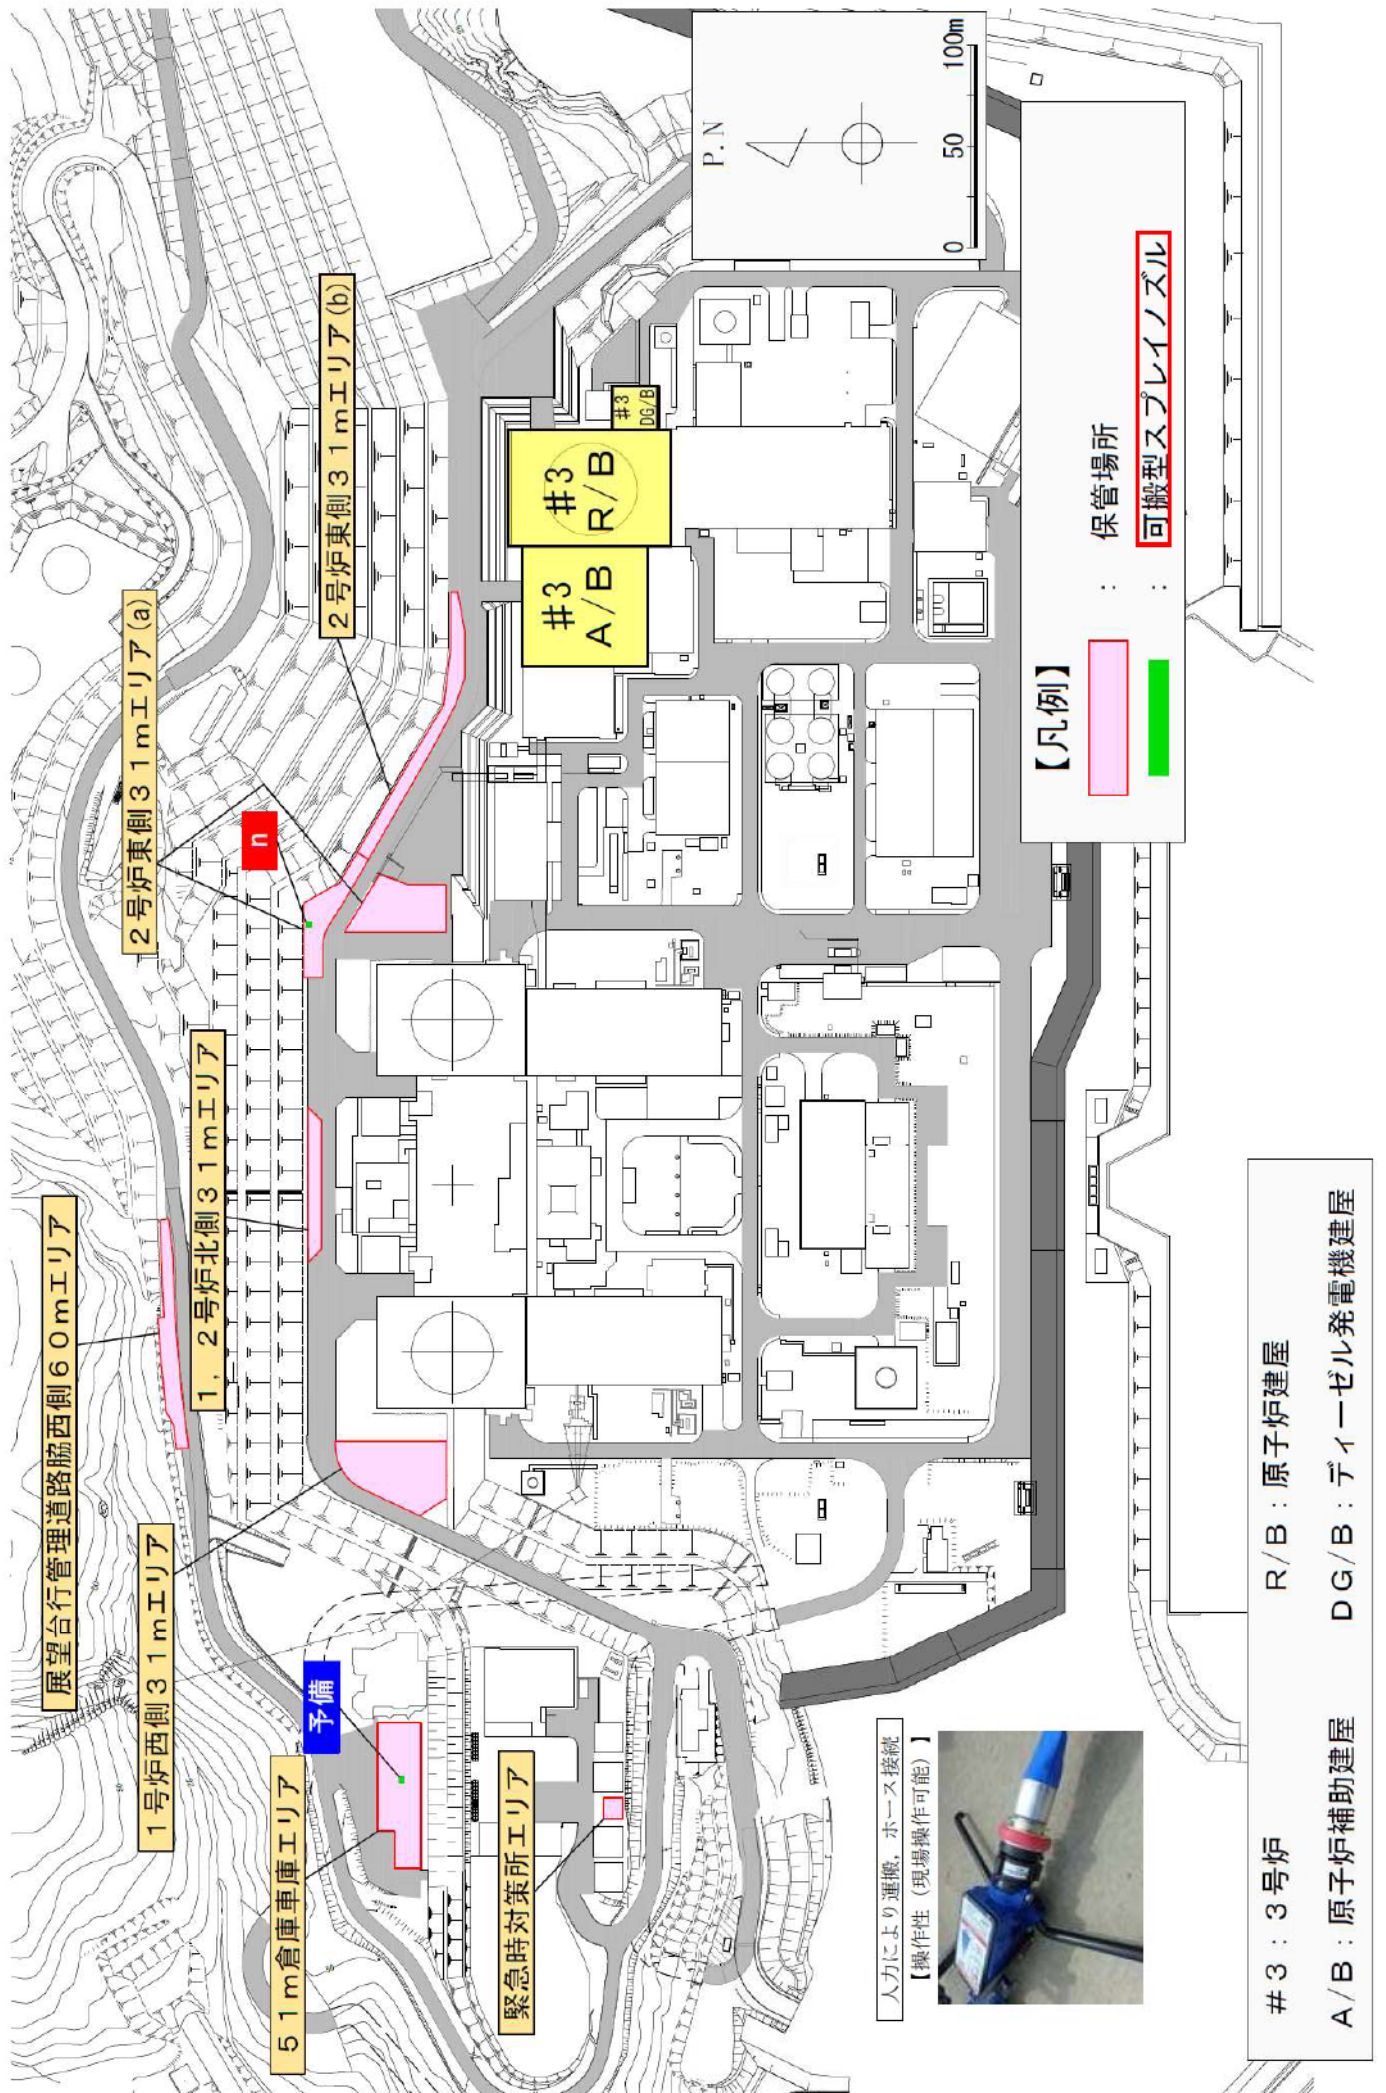 展望台行管理道路脇西側６０ｍエリア
１，２号炉北側３１ｍエリア
２号炉東側３１ｍエリア(a)
２号炉東側３１ｍエリア(b)
１号炉西側３１ｍエリア
５１ｍ倉庫車庫エリア
緊急時対策所エリア
予備
n
#3
R/B
#3
A/B
#3
DG/B
P.N
0 50 100m
【凡例】
： 保管場所
： 可搬型スプレイノズル
人力により運搬，ホース接続
【操作性（現場操作可能）】
＃３：３号炉 R/B：原子炉建屋
A/B：原子炉補助建屋 DG/B：ディーゼル発電機建屋